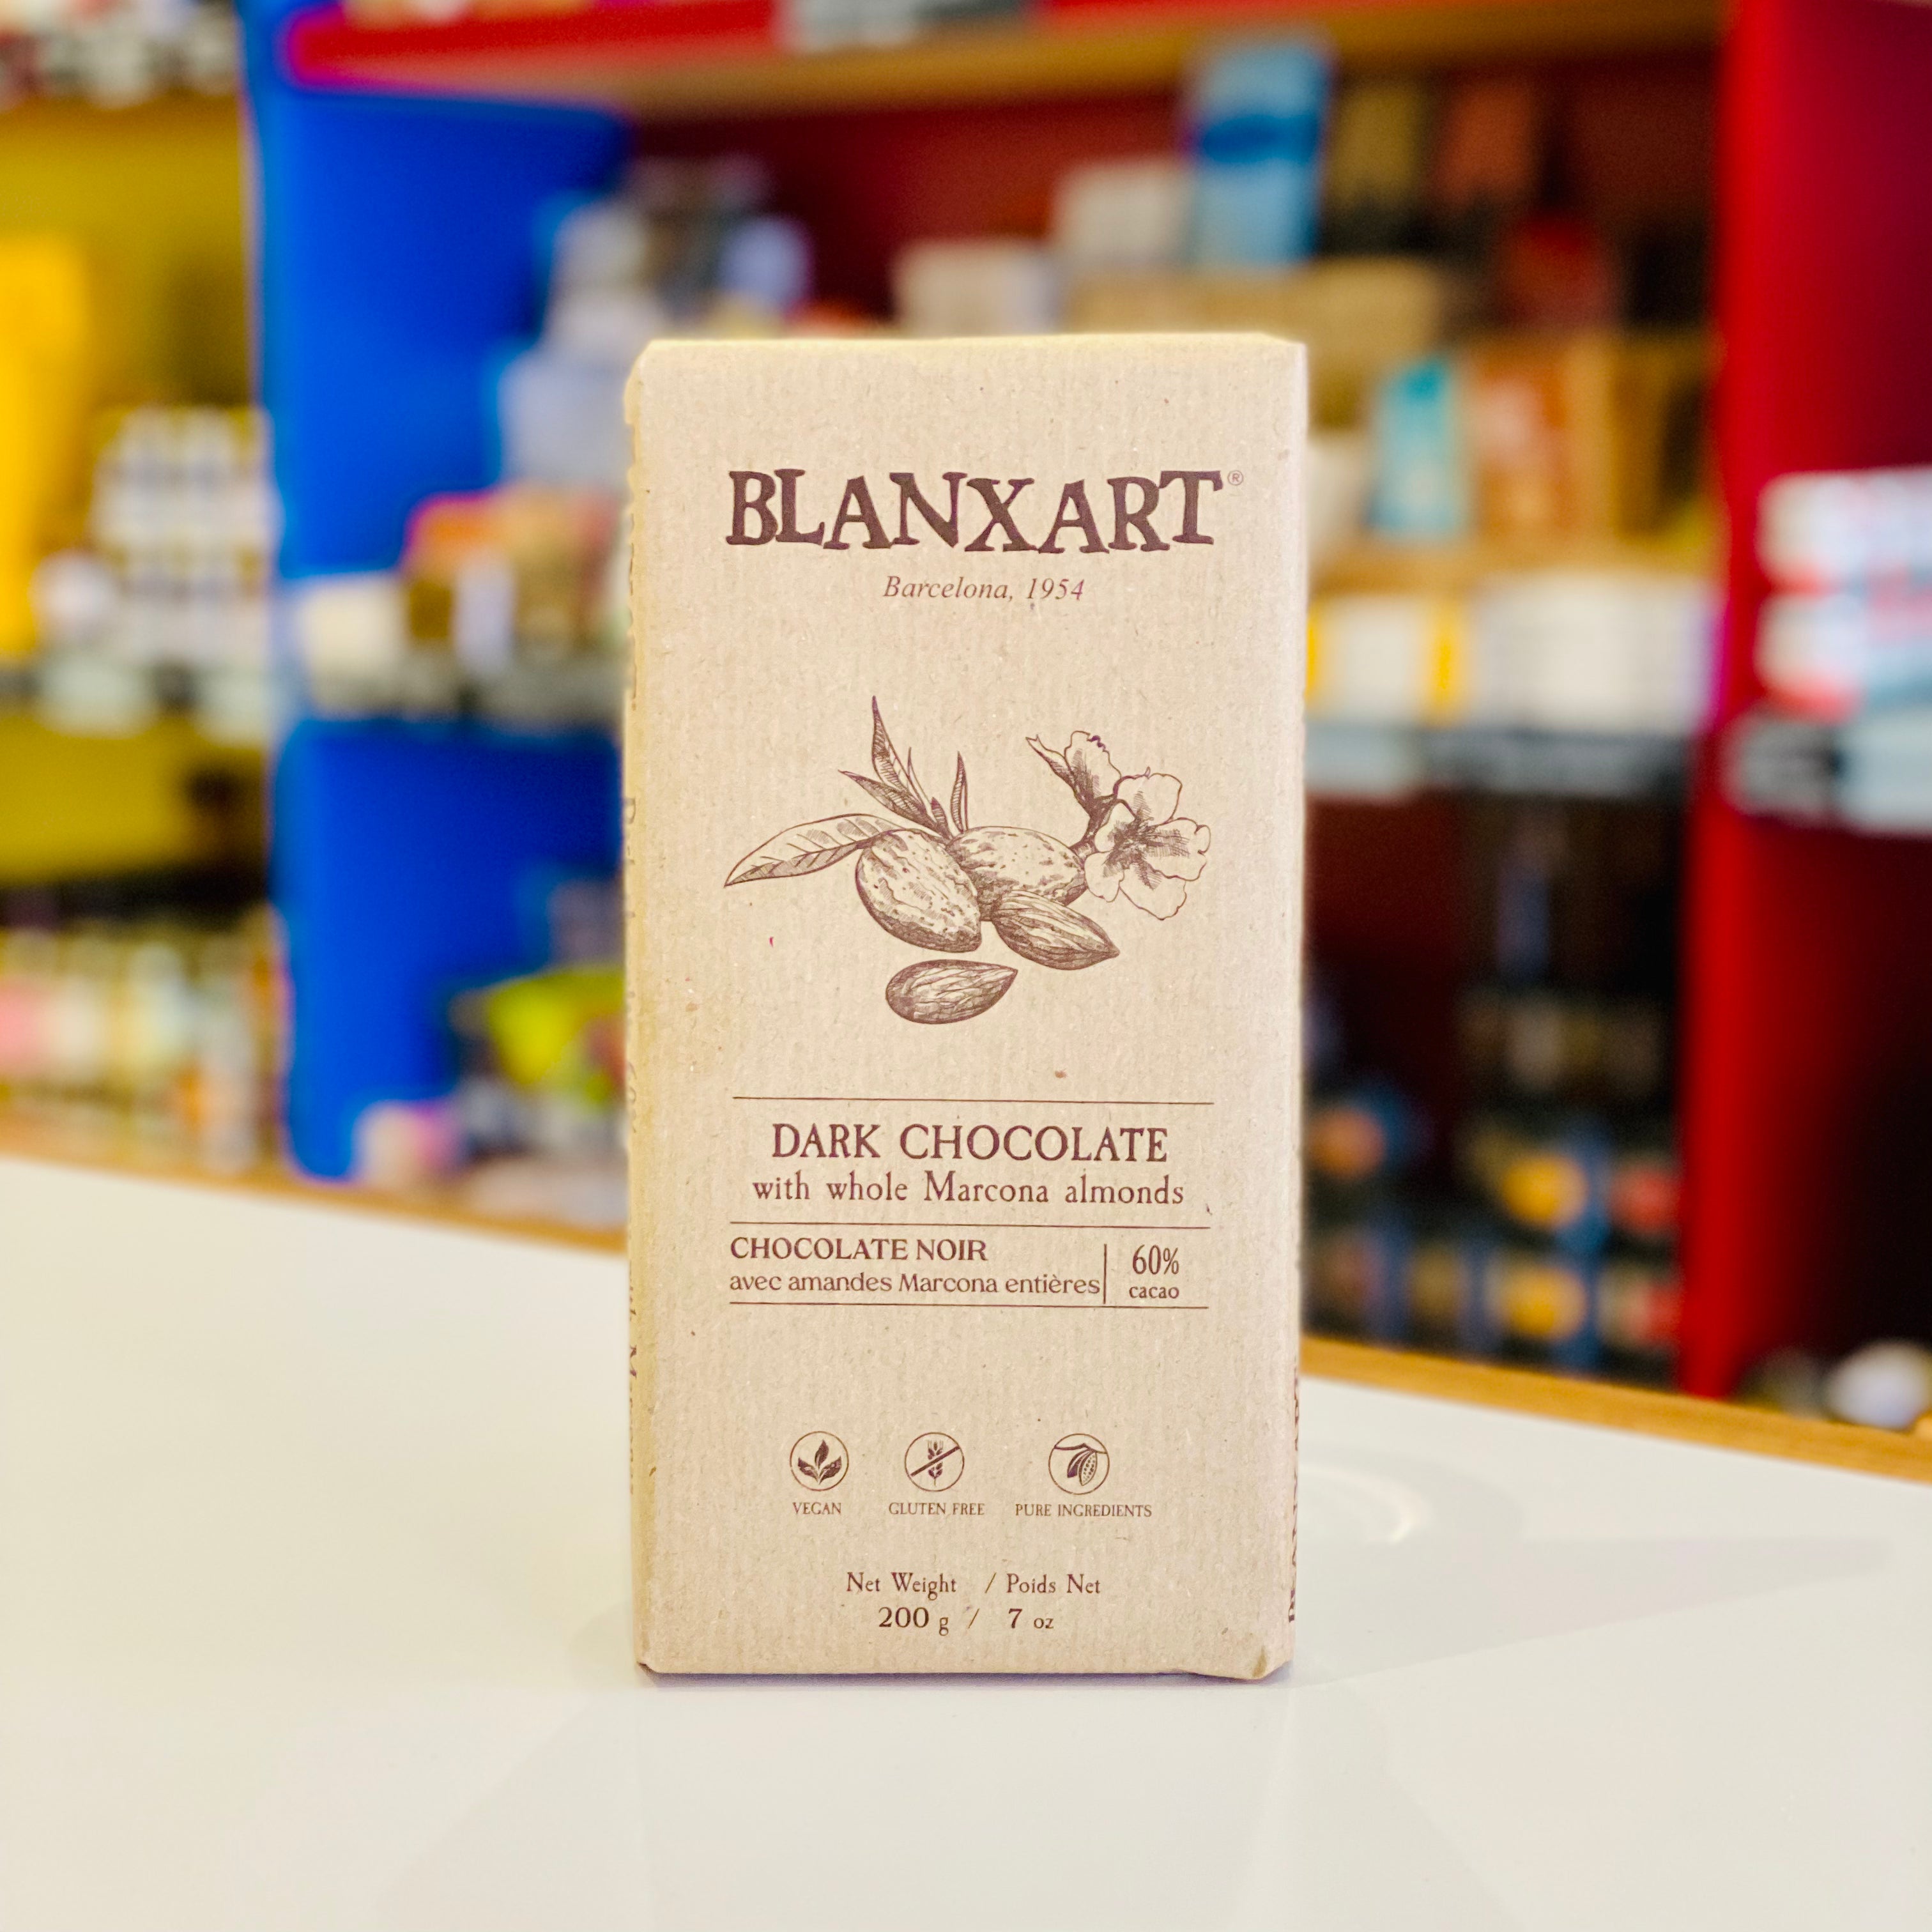 BLANXART®
Barcelona, 1954
DARK CHOCOLATE
with whole Marcona almonds
CHOCOLATE NOIR
avec amandes Marcona entières
60%
cacao
VEGAN
GLUTEN FREE
PURE INGREDIENTS
Net Weight / Poids Net
200 g / 7 oz